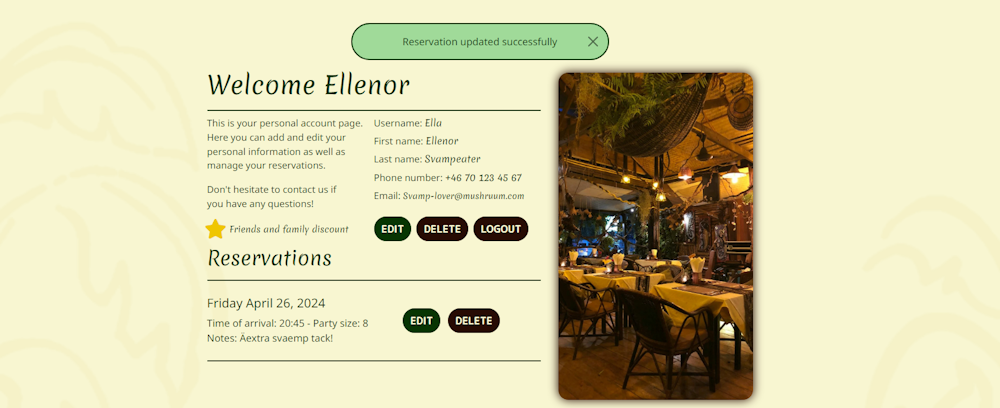 Reservation updated successfully
Welcome Ellenor
This is your personal account page.
Here you can add and edit your
personal information as well as
manage your reservations.
Don't hesitate to contact us if
you have any questions!
Friends and family discount
Username: Ella
First name: Ellenor
Last name: Svampeater
Phone number: +46 70 123 45 67
Email: Svamp-lover@mushruum.com
EDIT DELETE LOGOUT
Reservations
Friday April 26, 2024
Time of arrival: 20:45 - Party size: 8
Notes: Äextra svaemp tack!
EDIT DELETE